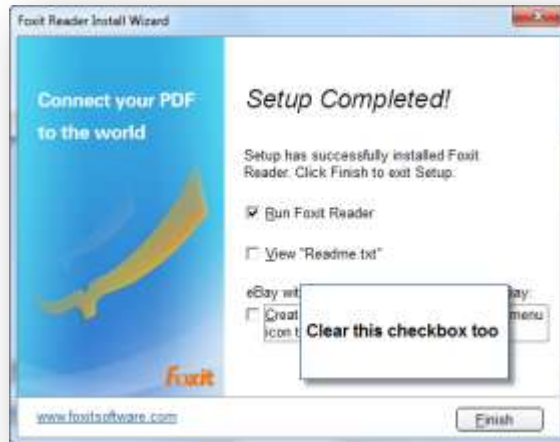 Foxit Reader Install Wizard
Connect your PDF
to the world
Setup Completed!
Setup has successfully installed Foxit
Reader. Click Finish to exit Setup.
Run Foxit Reader
View "Readme.txt"
eBay
menu
icon
Clear this checkbox too
Foxit
www.foxitsoftware.com
Finish